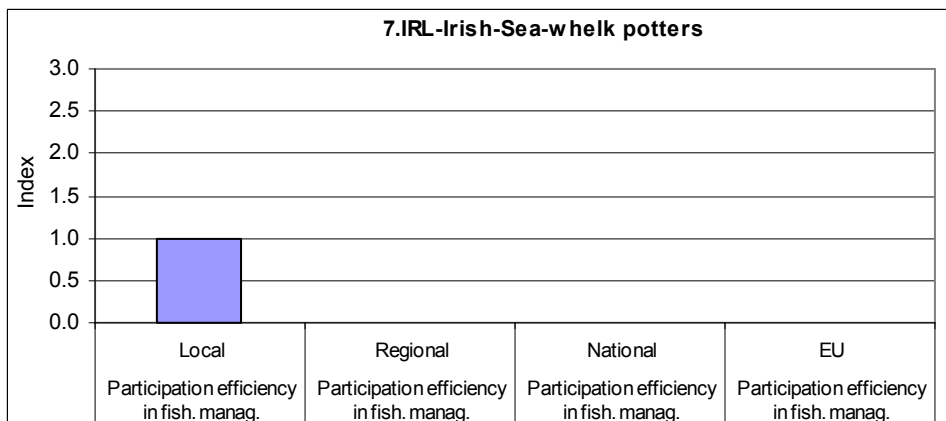 7.IRL-Irish-Sea-whelk potters
3.0
2.5
2.0
1.5
1.0
0.5
0.0
Index
Local Regional National EU
Participation efficiency Participation efficiency Participation efficiency Participation efficiency
in fish. manag. in fish. manag. in fish. manag. in fish. manag.